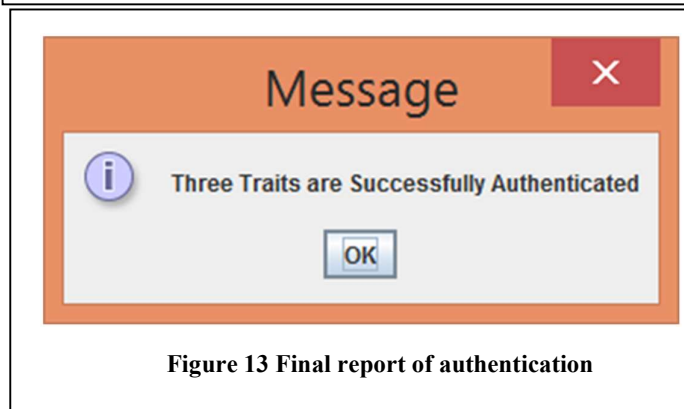 Message
Three Traits are Successfully Authenticated
OK
Figure 13 Final report of authentication